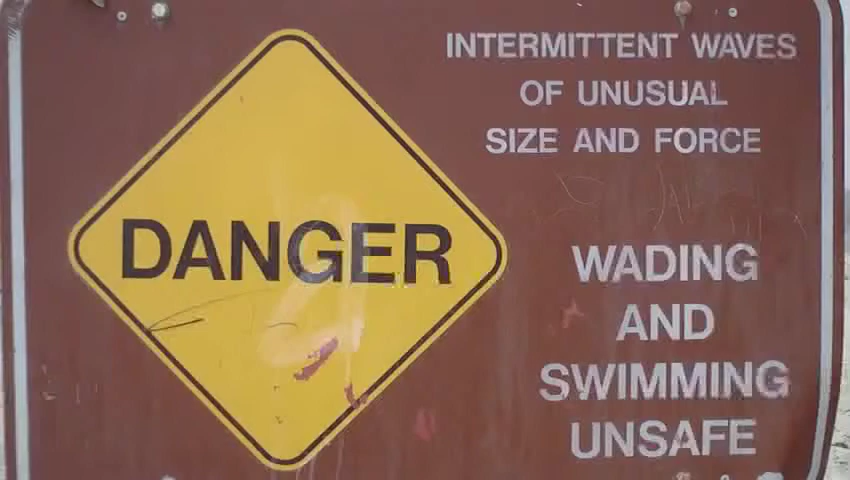 DANGER
INTERMITTENT WAVES
OF UNUSUAL
SIZE AND FORCE
WADING
AND
SWIMMING
UNSAFE